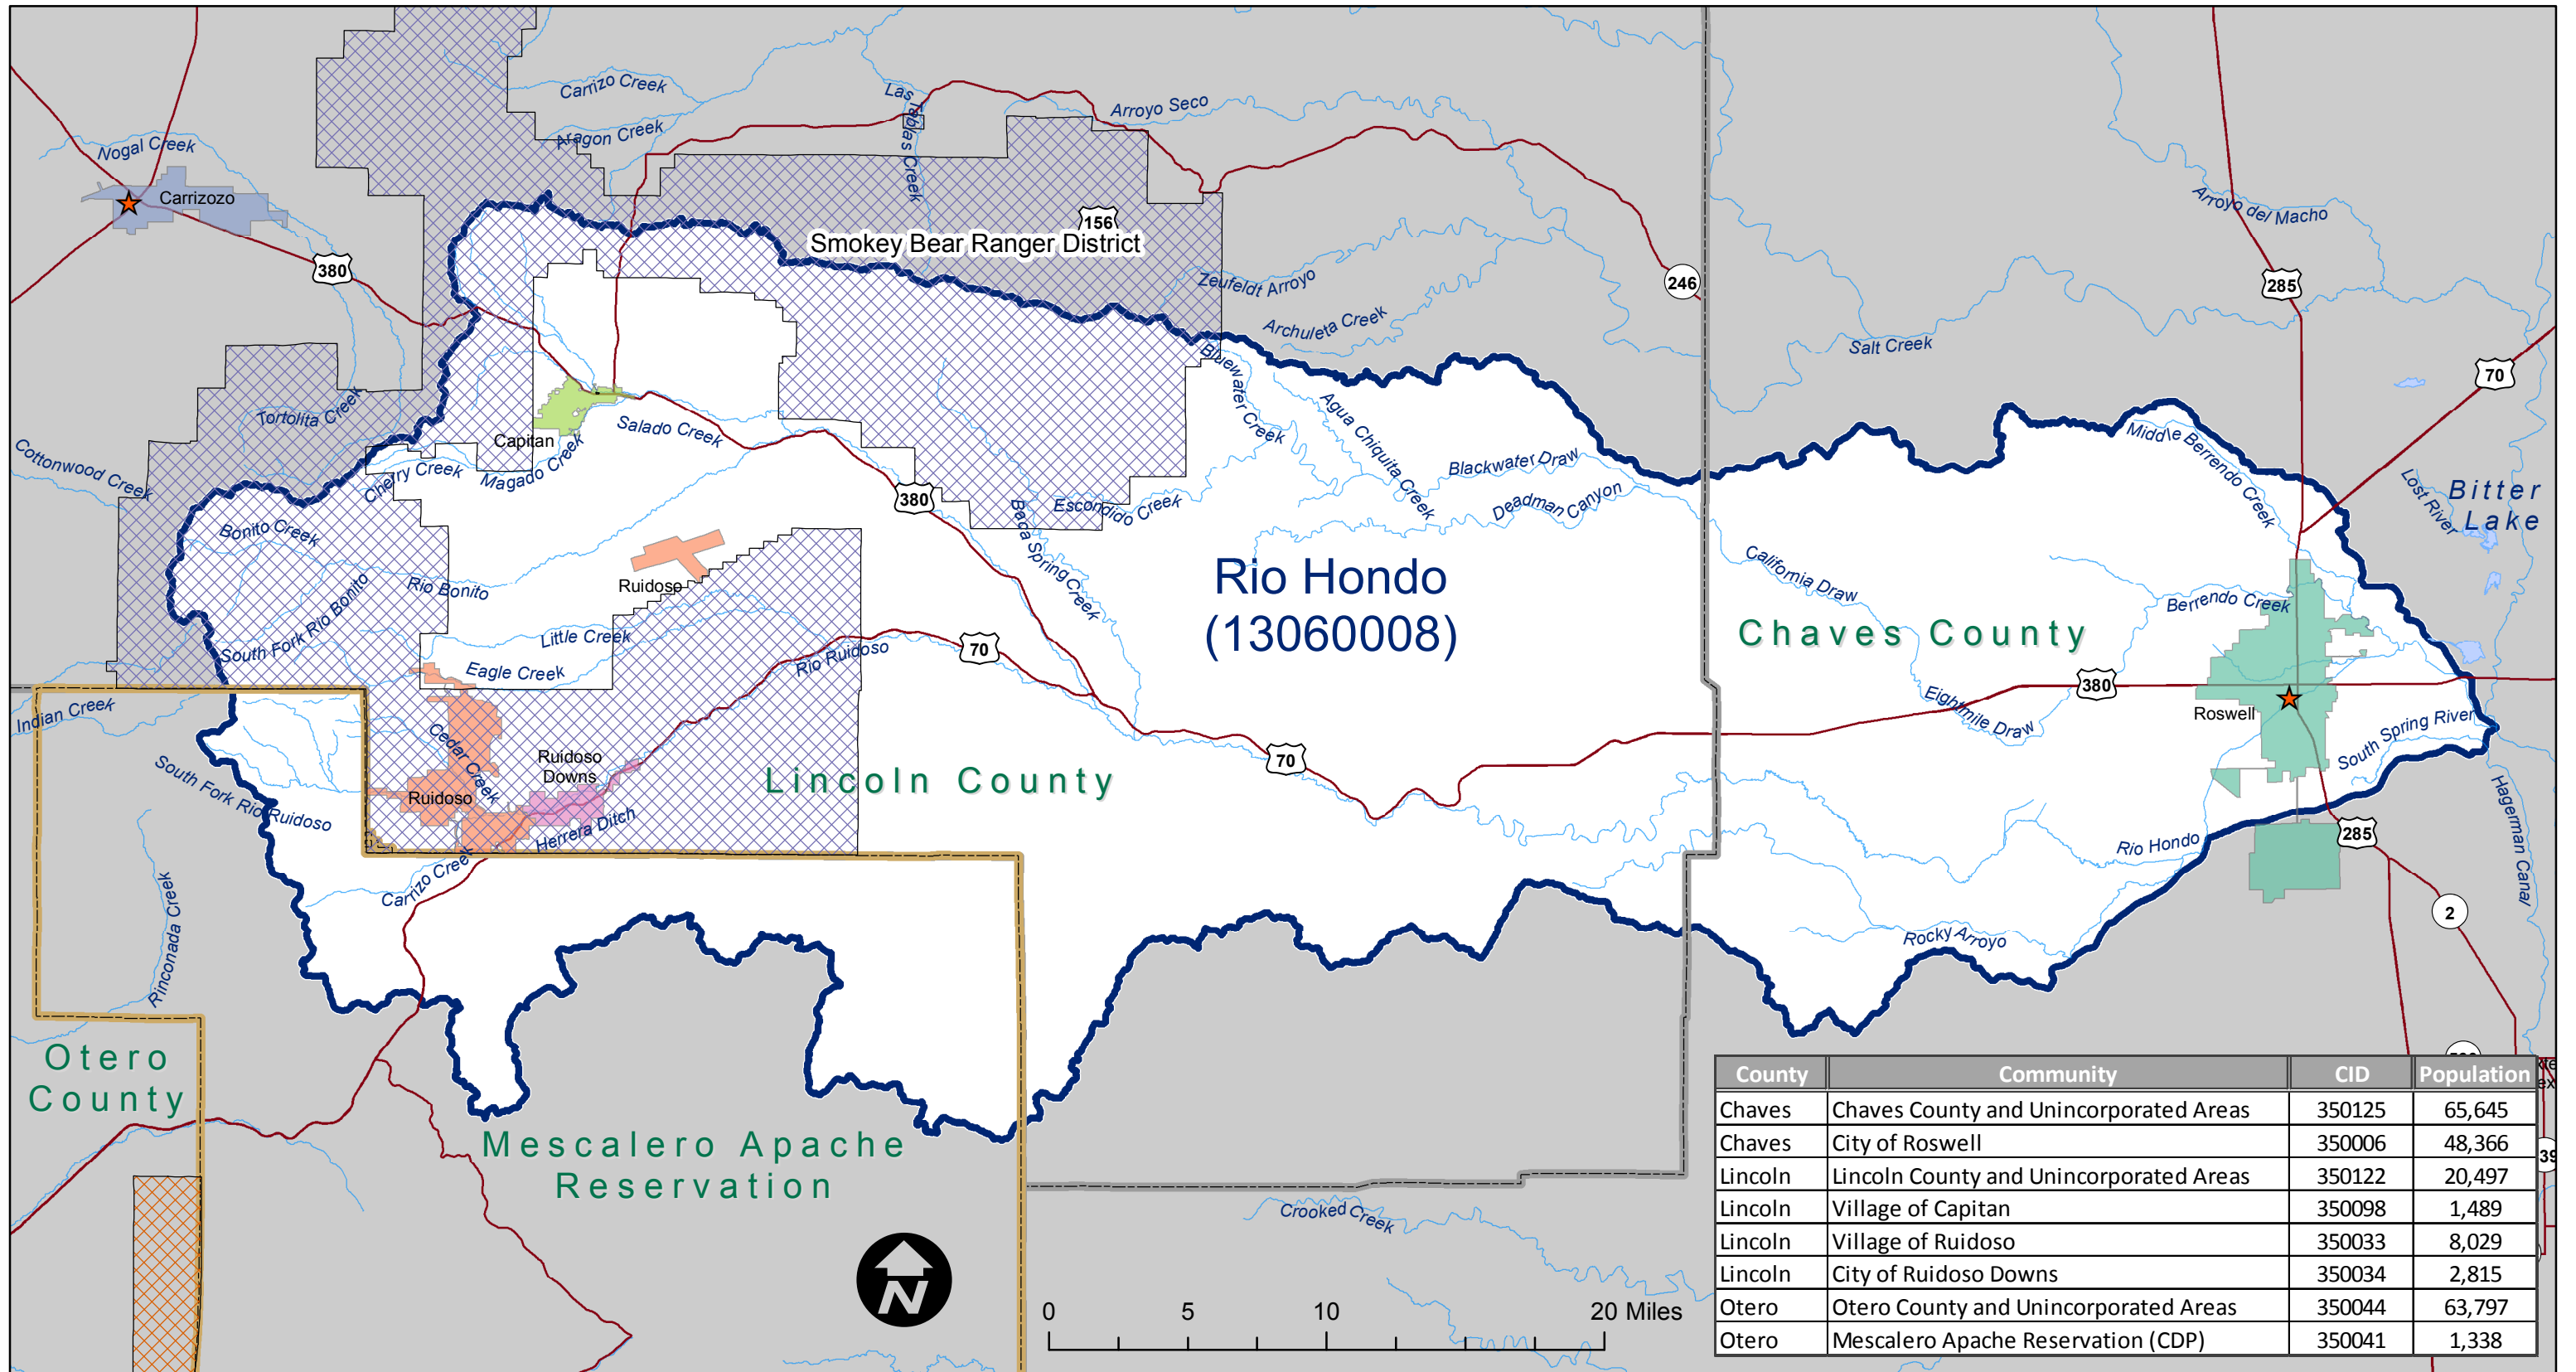 Carrizo Creek
Las Tablas Creek
Arroyo Seco
Aragon Creek
Nogal Creek
Carrizozo
380
156
Smokey Bear Ranger District
Zeufeldt Arroyo
246
Archuleta Creek
Arroyo del Macho
285
Salt Creek
70
Tortolita Creek
Cottonwood Creek
Capitan
Salado Creek
Cherry Creek
Magado Creek
Bluewater Creek
Agua Chiquita Creek
Blackwater Draw
Deadman Canyon
Escondido Creek
Baca Spring Creek
380
Middle Berrendo Creek
Lost River
Bitter
Lake
Bonito Creek
Rio Bonito
South Fork Rio Bonito
Ruidoso
Little Creek
Eagle Creek
Rio Ruidoso
70
Rio Hondo
(13060008)
California Draw
Chaves County
Berrendo Creek
Eightmile Draw
380
Roswell
South Spring River
Hagerman Canal
Indian Creek
South Fork Rio Ruidoso
Cedar Creek
Ruidoso
Downs
Ruidoso
Herrera Ditch
Lincoln County
70
Carrizo Creek
Rinconada Creek
Rio Hondo
285
2
Rocky Arroyo
Otero
County
Mescalero Apache
Reservation
Crooked Creek
N
0 5 10 20 Miles
County Community CID Population
Chaves Chaves County and Unincorporated Areas 350125 65,645
Chaves City of Roswell 350006 48,366
Lincoln Lincoln County and Unincorporated Areas 350122 20,497
Lincoln Village of Capitan 350098 1,489
Lincoln Village of Ruidoso 350033 8,029
Lincoln City of Ruidoso Downs 350034 2,815
Otero Otero County and Unincorporated Areas 350044 63,797
Otero Mescalero Apache Reservation (CDP) 350041 1,338